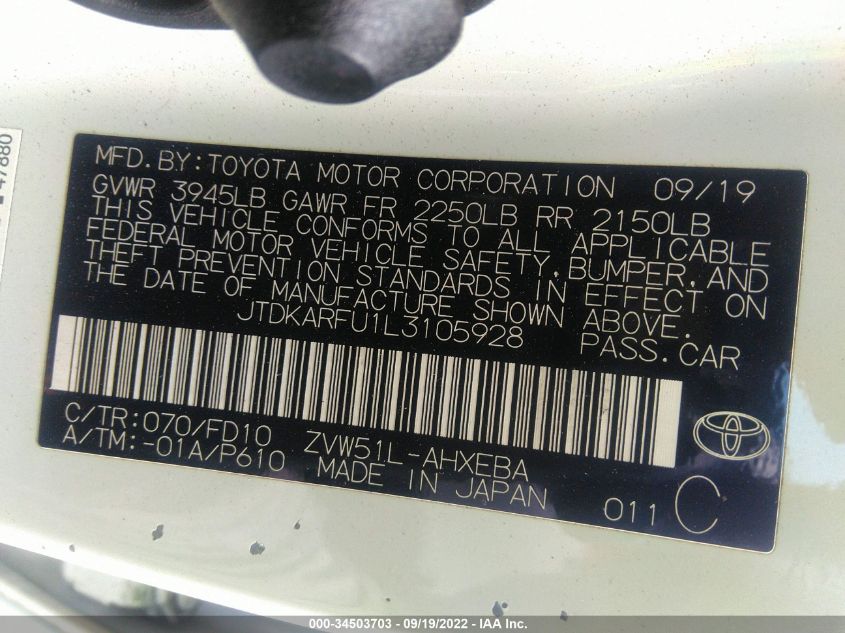 MFD.BY:TOYOTA MOTOR CORPORATION 09/19
GVWR 3945LB GAWR FR 2250LB RR 2150LB
THIS VEHICLE CONFORMS TO ALL APPLICABLE
FEDERAL MOTOR VEHICLE SAFETY,BUMPER,AND
THEFT PREVENTION STANDARDS IN EFFECT ON
THE DATE OF MANUFACTURE SHOWN ABOVE.
JTDKARFU1L3105928 PASS.CAR
C/TR:070/FD10 ZVW51L-AHXEBA
A/TM:-01A/P610 MADE IN JAPAN
011 C
000-34503703 - 09/19/2022 - IAA Inc.